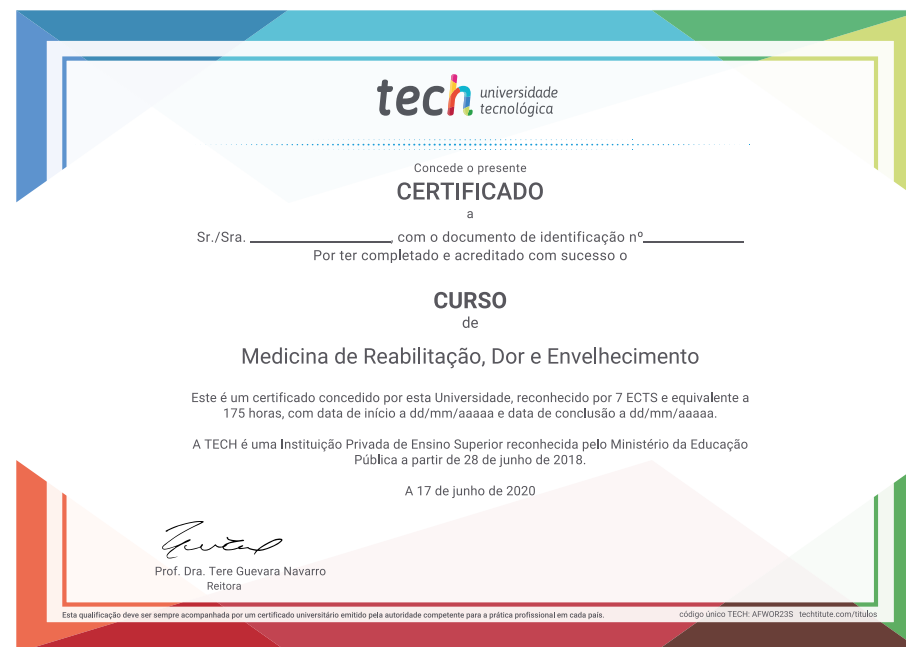 tech universidade
tecnológica
Concede o presente
CERTIFICADO
a
Sr./Sra. ________________, com o documento de identificação nº____________
Por ter completado e acreditado com sucesso o
CURSO
de
Medicina de Reabilitação, Dor e Envelhecimento
Este é um certificado concedido por esta Universidade, reconhecido por 7 ECTS e equivalente a
175 horas, com data de início a dd/mm/aaaaa e data de conclusão a dd/mm/aaaaa.
A TECH é uma Instituição Privada de Ensino Superior reconhecida pelo Ministério da Educação
Pública a partir de 28 de junho de 2018.
A 17 de junho de 2020
Prof. Dra. Tere Guevara Navarro
Reitora
Esta qualificação deve ser sempre acompanhada por um certificado universitário emitido pela autoridade competente para a prática profissional em cada país.
código único TECH: AFWOR23S techtitute.com/titulos